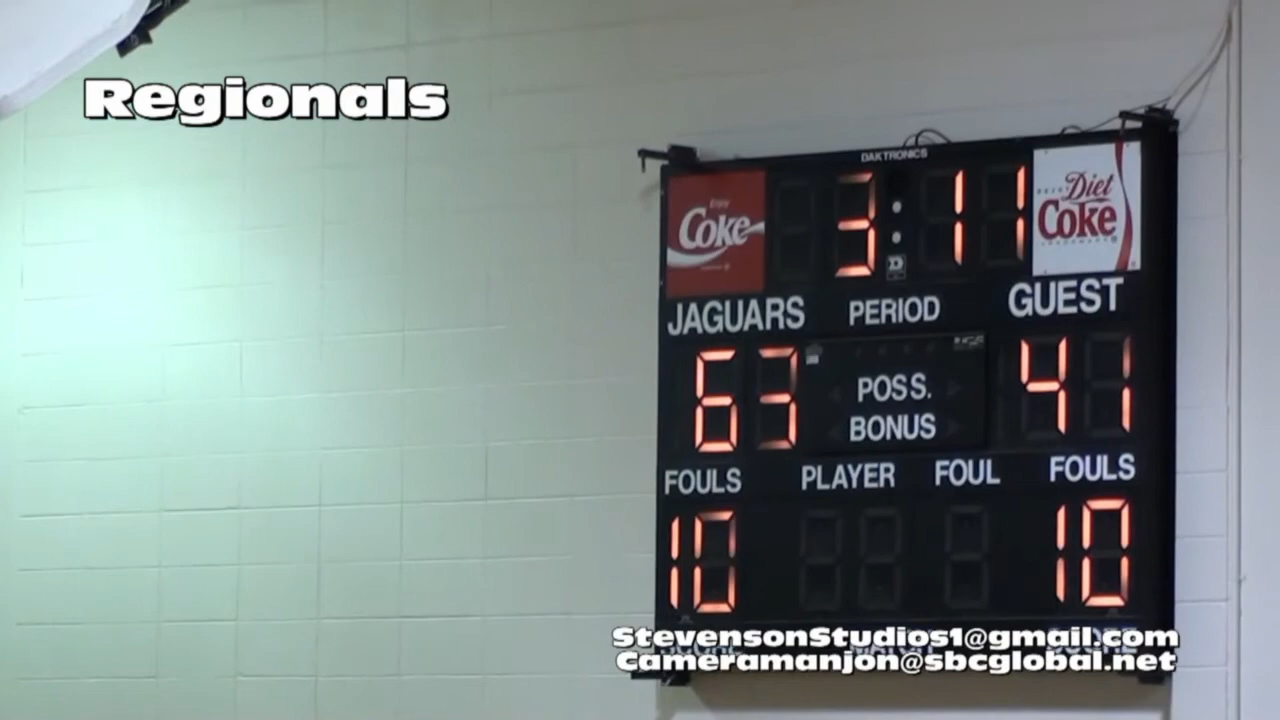 Regionals
DAKTRONICS
Enjoy
Coke
3:11
Diet
Coke
JAGUARS PERIOD GUEST
63 POSS. 41
BONUS
FOULS PLAYER FOUL FOULS
10 10
StevensonStudios1@gmail.com
Cameramanjon@sbcglobal.net